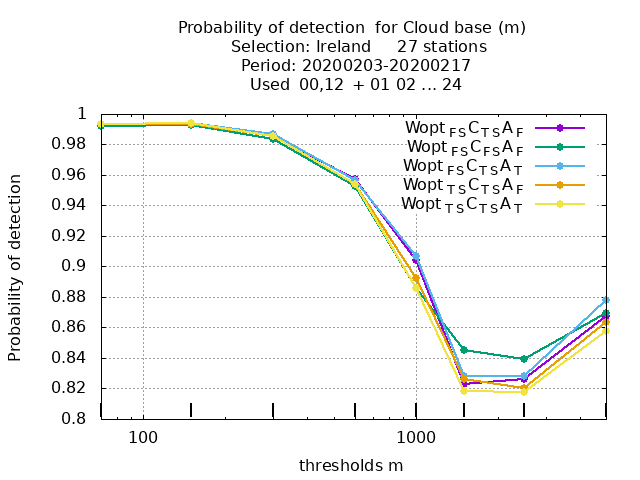 Probability of detection  for Cloud base (m)
Selection: Ireland     27 stations
Period: 20200203-20200217
Used  00,12  + 01 02 ... 24
Probability of detection
1
0.98
0.96
0.94
0.92
0.9
0.88
0.86
0.84
0.82
0.8
Wopt FS C TS A F
Wopt FS C FS A F
Wopt FS C TS A T
Wopt TS C TS A F
Wopt TS C TS A T
100 1000
thresholds m